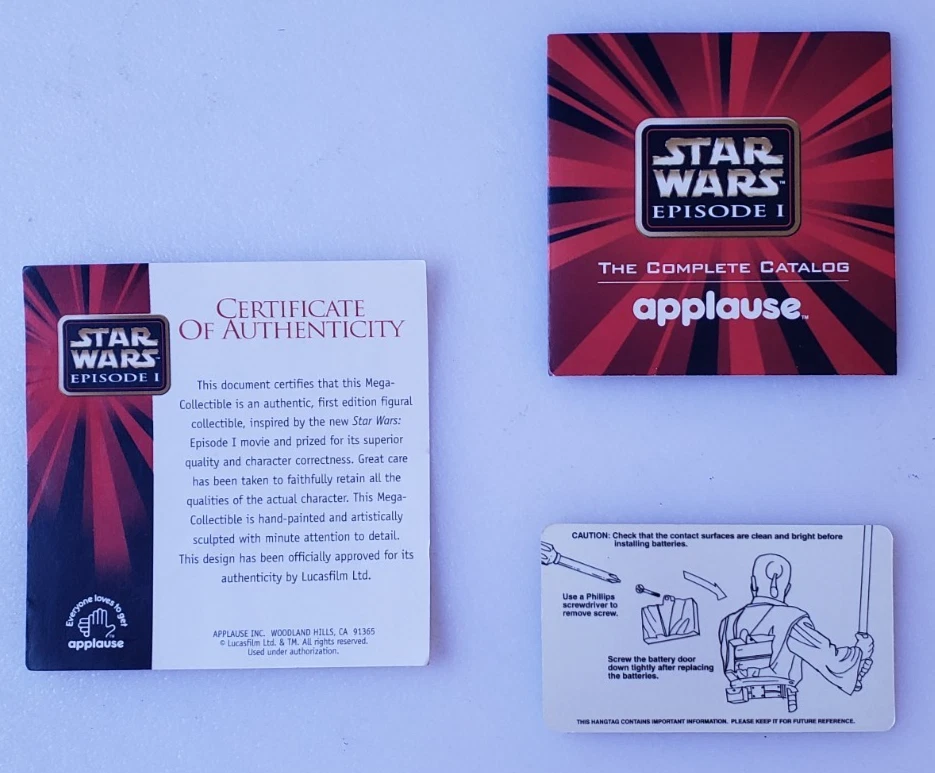 STAR
WARS™
EPISODE I
THE COMPLETE CATALOG
applause™
STAR
WARS™
EPISODE I
CERTIFICATE
OF AUTHENTICITY
This document certifies that this Mega-
Collectible is an authentic, first edition figural
collectible, inspired by the new Star Wars:
Episode I movie and prized for its superior
quality and character correctness. Great care
has been taken to faithfully retain all the
qualities of the actual character. This Mega-
Collectible is hand-painted and artistically
sculpted with minute attention to detail.
This design has been officially approved for its
authenticity by Lucasfilm Ltd.
Everyone loves to get
applause™
APPLAUSE INC. WOODLAND HILLS, CA 91365
© Lucasfilm Ltd. & TM. All rights reserved.
Used under authorization.
CAUTION: Check that the contact surfaces are clean and bright before
installing batteries.
Use a Phillips
screwdriver to
remove screw.
Screw the battery door
down tightly after replacing
the batteries.
THIS HANGTAG CONTAINS IMPORTANT INFORMATION. PLEASE KEEP IT FOR FUTURE REFERENCE.